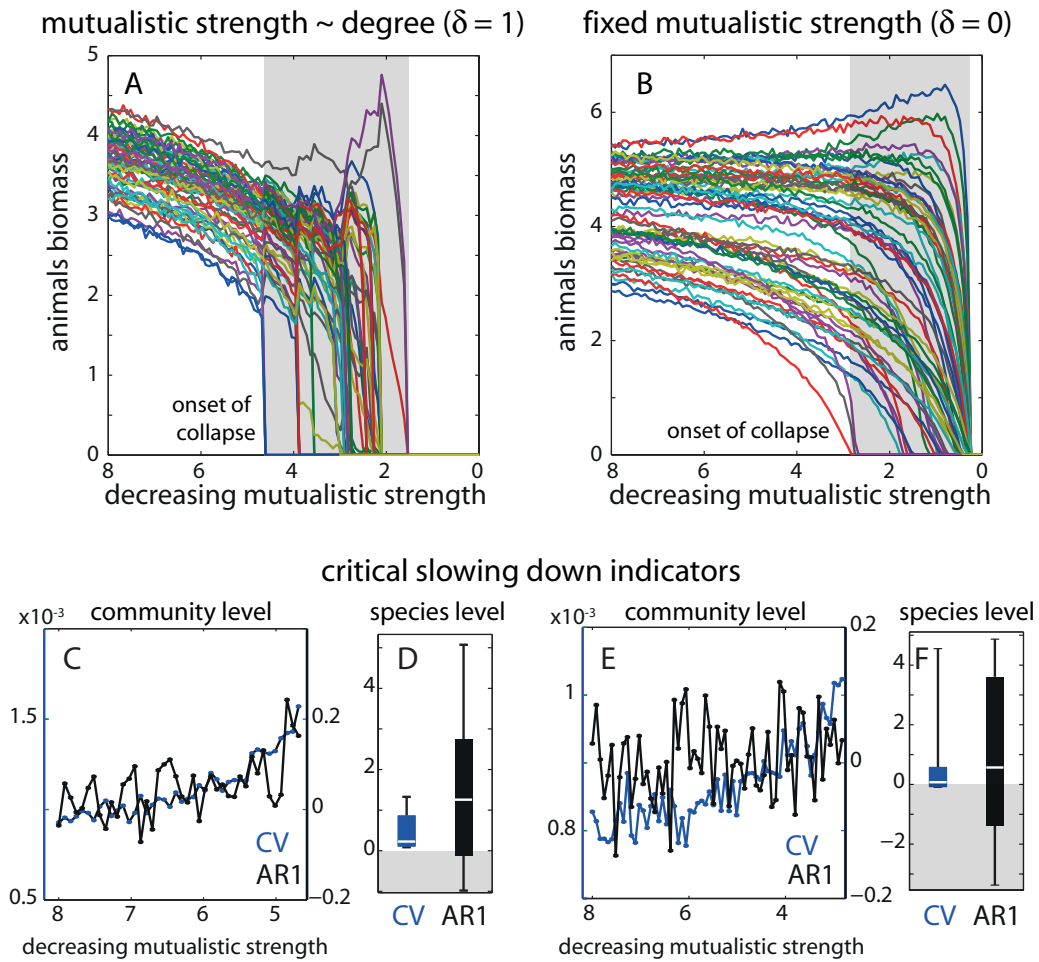 mutualistic strength ~ degree (δ = 1)
fixed mutualistic strength (δ = 0)
A
animals biomass
5
4
3
2
1
0
onset of
collapse
8 6 4 2 0
decreasing mutualistic strength
B
animals biomass
6
4
2
0
onset of collapse
8 6 4 2 0
decreasing mutualistic strength
critical slowing down indicators
x10⁻³
community level
C
1.5
1
0.5
0.2
0
−0.2
CV
AR1
8 7 6 5
decreasing mutualistic strength
species level
D
4
2
0
CV AR1
x10⁻³
community level
E
1
0.9
0.8
0.2
0
−0.2
CV
AR1
8 6 4
decreasing mutualistic strength
species level
F
4
2
0
−2
CV AR1